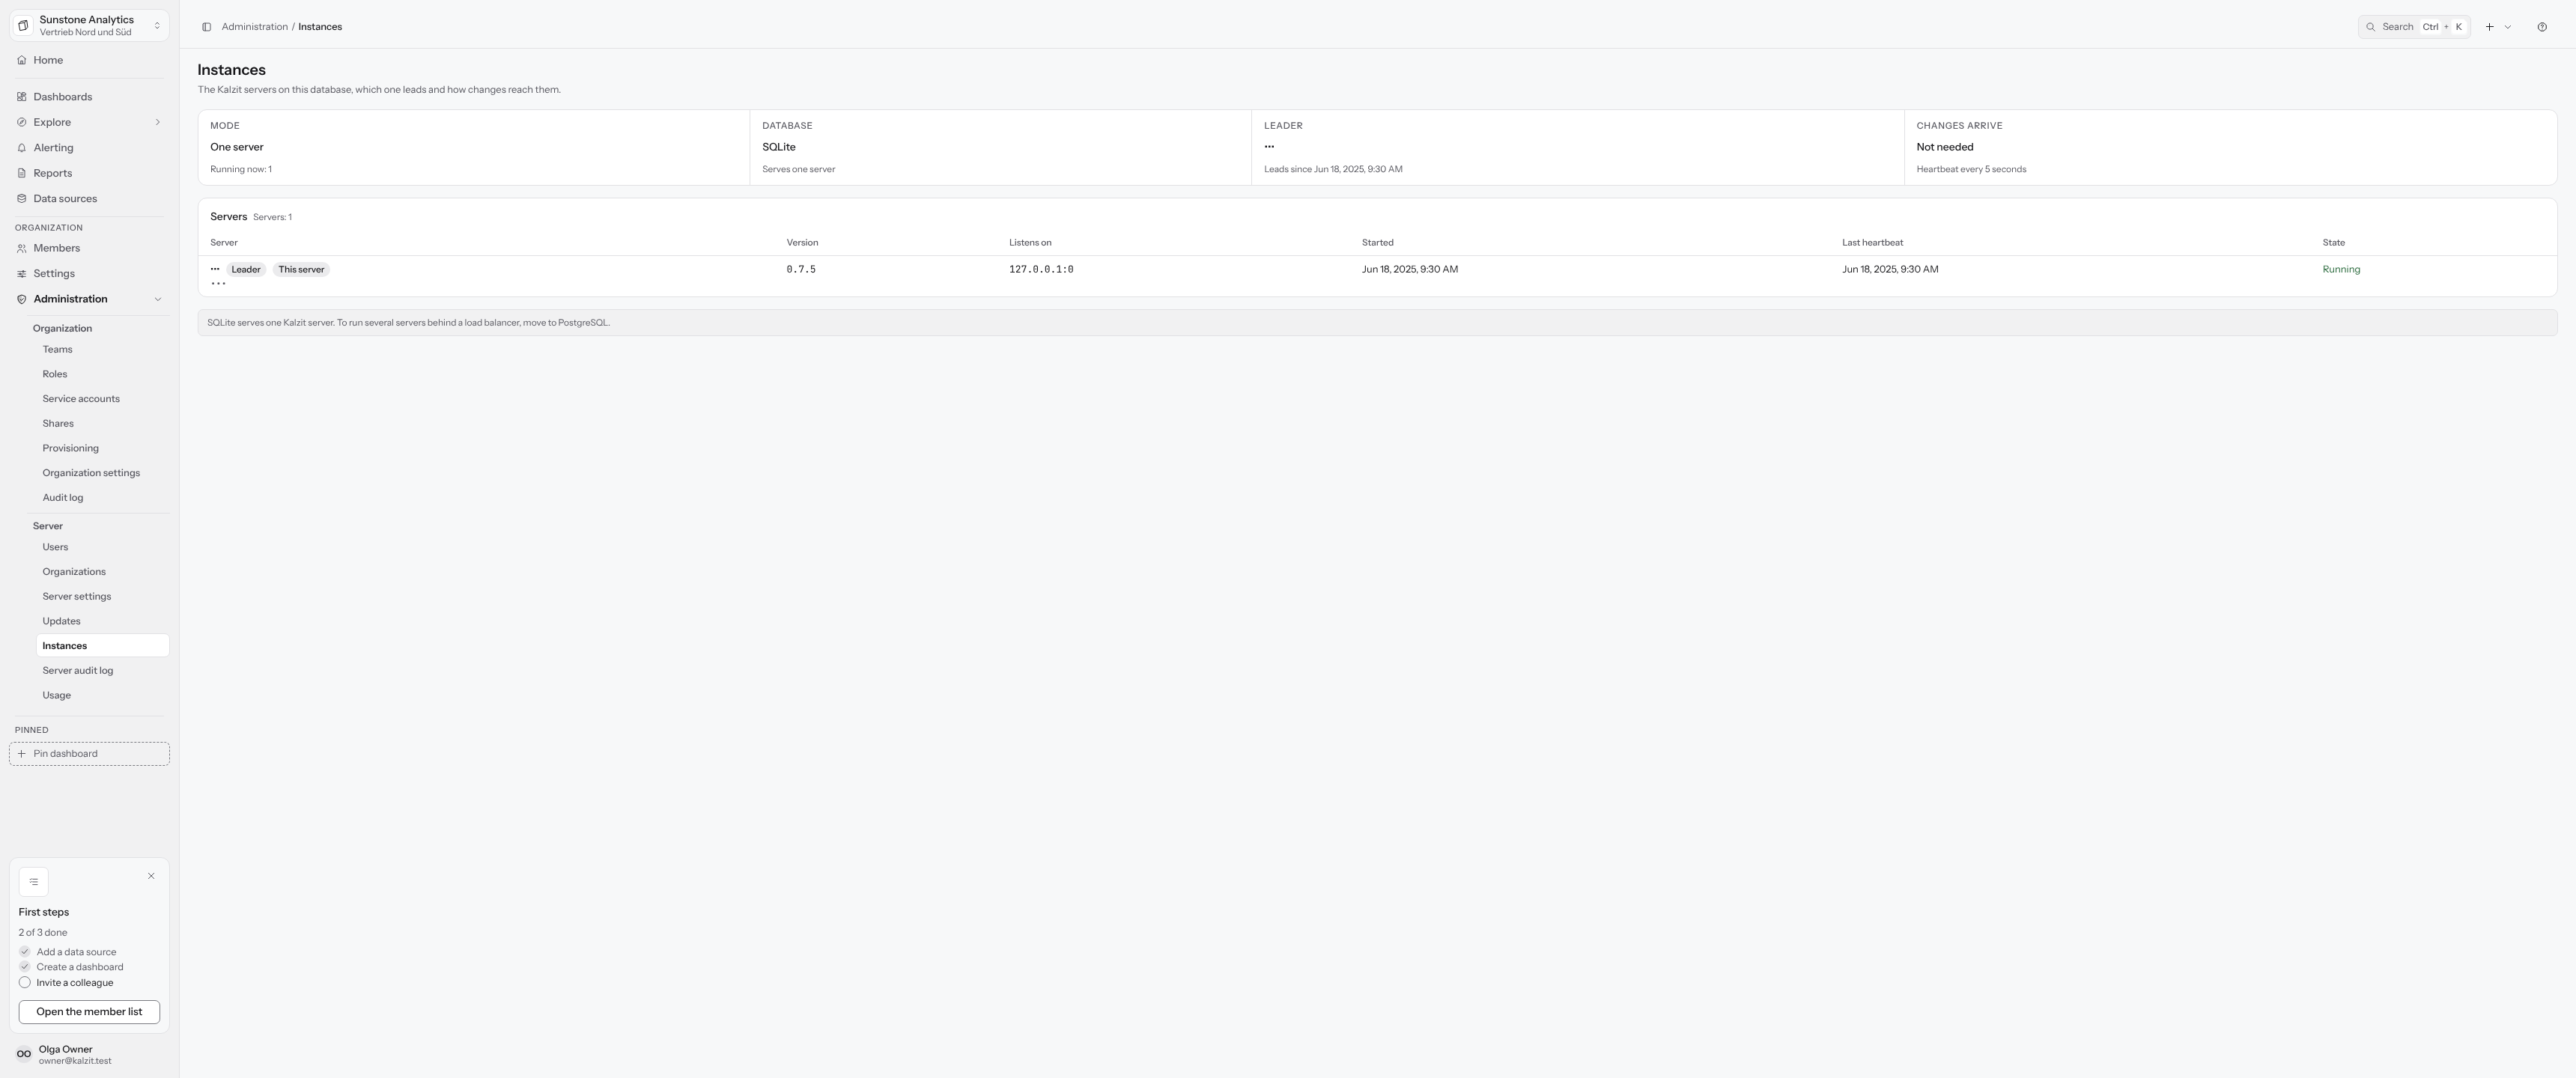 Sunstone Analytics
Vertrieb Nord und Süd
Home
Dashboards
Explore
Alerting
Reports
Data sources
ORGANIZATION
Members
Settings
Administration
Organization
Teams
Roles
Service accounts
Shares
Provisioning
Organization settings
Audit log
Server
Users
Organizations
Server settings
Updates
Instances
Server audit log
Usage
PINNED
Pin dashboard
First steps
2 of 3 done
Add a data source
Create a dashboard
Invite a colleague
Open the member list
OO
Olga Owner
owner@kalzit.test
Administration / Instances
Search Ctrl + K
Instances
The Kalzit servers on this database, which one leads and how changes reach them.
MODE
One server
Running now: 1
DATABASE
SQLite
Serves one server
LEADER
···
Leads since Jun 18, 2025, 9:30 AM
CHANGES ARRIVE
Not needed
Heartbeat every 5 seconds
Servers Servers: 1
Server Version Listens on Started Last heartbeat State
··· Leader This server 0.7.5 127.0.0.1:0 Jun 18, 2025, 9:30 AM Jun 18, 2025, 9:30 AM Running
···
SQLite serves one Kalzit server. To run several servers behind a load balancer, move to PostgreSQL.